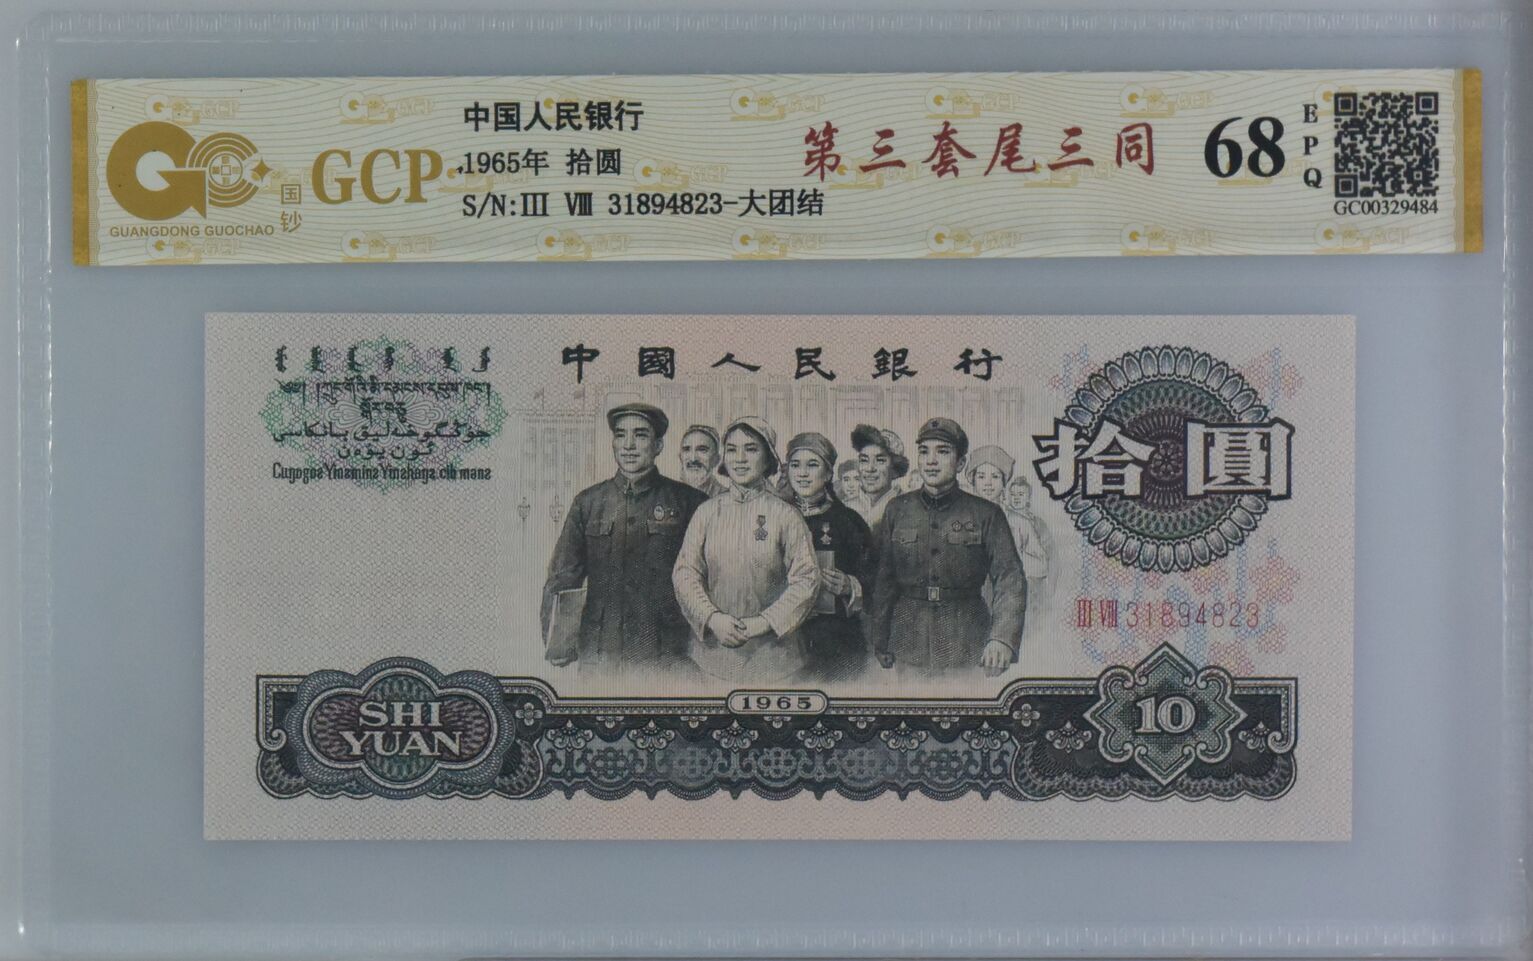 中国人民银行
1965年 拾圆
S/N:III VIII 31894823-大团结
GCP
国钞
GUANGDONG GUOCHAO
第三套尾三同
68
EPQ
GC00329484
中國人民銀行
拾圓
III VIII 31894823
1965
SHI
YUAN
10